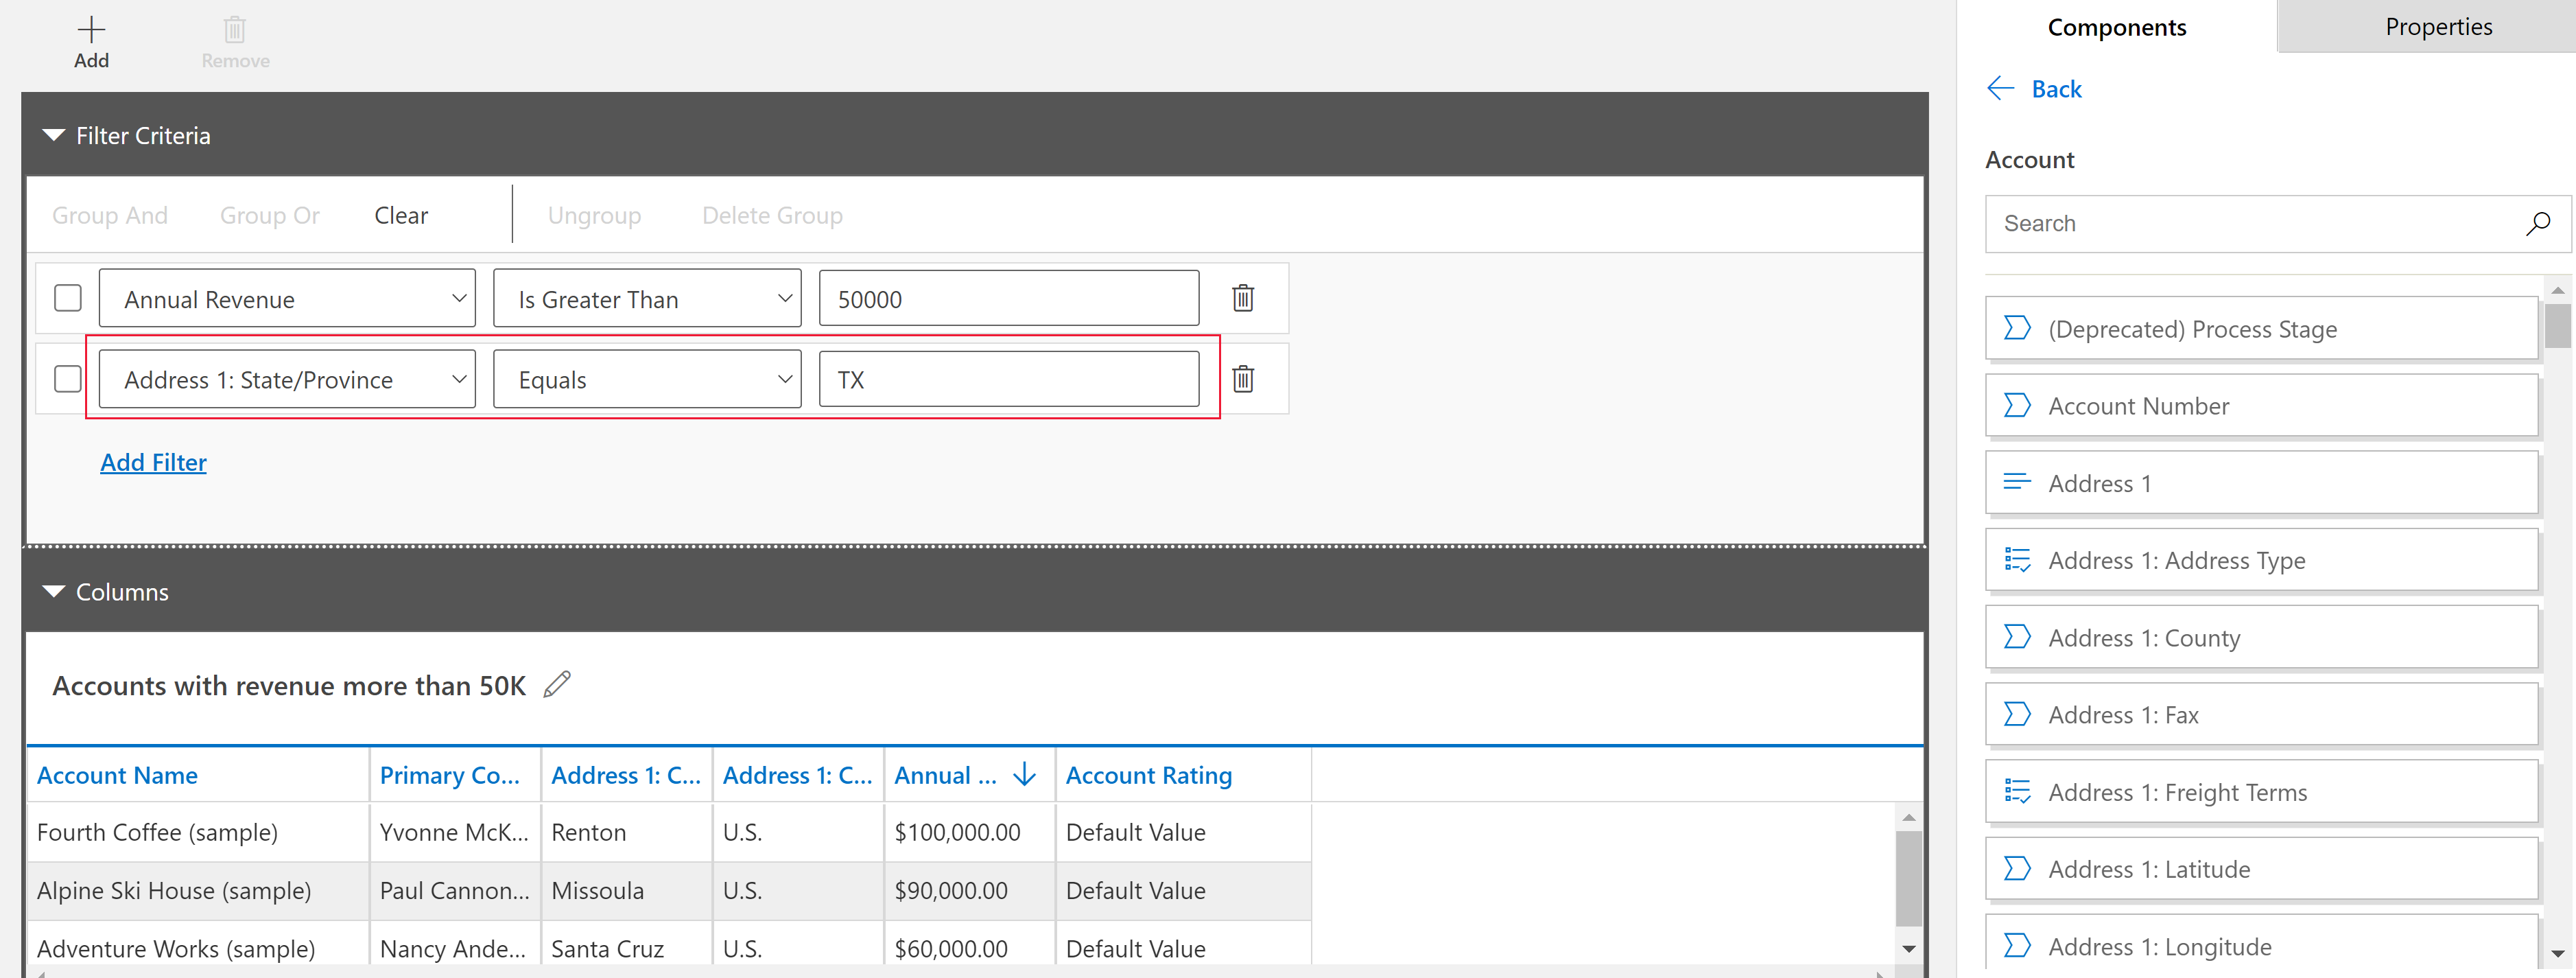 Add
Remove
Components
Properties
Back
Filter Criteria
Account
Group And
Group Or
Clear
Ungroup
Delete Group
Search
Annual Revenue
Is Greater Than
50000
Address 1: State/Province
Equals
TX
Add Filter
(Deprecated) Process Stage
Account Number
Address 1
Address 1: Address Type
Address 1: County
Address 1: Fax
Address 1: Freight Terms
Address 1: Latitude
Address 1: Longitude
Columns
Accounts with revenue more than 50K
Account Name Primary Co... Address 1: C... Address 1: C... Annual ... Account Rating
Fourth Coffee (sample) Yvonne McK... Renton U.S. $100,000.00 Default Value
Alpine Ski House (sample) Paul Cannon... Missoula U.S. $90,000.00 Default Value
Adventure Works (sample) Nancy Ande... Santa Cruz U.S. $60,000.00 Default Value